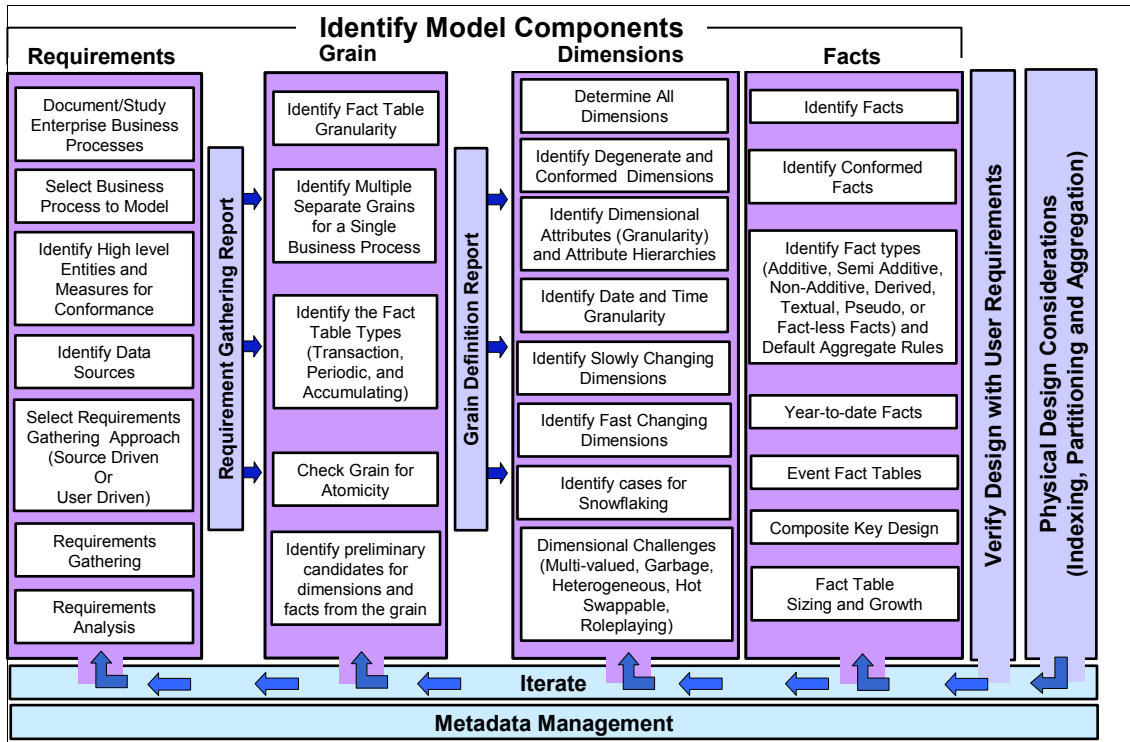 Identify Model Components
Requirements
Document/Study
Enterprise Business
Processes
Select Business
Process to Model
Identify High level
Entities and
Measures for
Conformance
Identify Data
Sources
Select Requirements
Gathering Approach
(Source Driven
Or
User Driven)
Requirements
Gathering
Requirements
Analysis
Requirement Gathering Report
Grain
Identify Fact Table
Granularity
Identify Multiple
Separate Grains
for a Single
Business Process
Identify the Fact
Table Types
(Transaction,
Periodic, and
Accumulating)
Check Grain for
Atomicity
Identify preliminary
candidates for
dimensions and
facts from the grain
Grain Definition Report
Dimensions
Determine All
Dimensions
Identify Degenerate and
Conformed Dimensions
Identify Dimensional
Attributes (Granularity)
and Attribute Hierarchies
Identify Date and Time
Granularity
Identify Slowly Changing
Dimensions
Identify Fast Changing
Dimensions
Identify cases for
Snowflaking
Dimensional Challenges
(Multi-valued, Garbage,
Heterogeneous, Hot
Swappable,
Roleplaying)
Facts
Identify Facts
Identify Conformed
Facts
Identify Fact types
(Additive, Semi Additive,
Non-Additive, Derived,
Textual, Pseudo, or
Fact-less Facts) and
Default Aggregate Rules
Year-to-date Facts
Event Fact Tables
Composite Key Design
Fact Table
Sizing and Growth
Verify Design with User Requirements
Physical Design Considerations
(Indexing, Partitioning and Aggregation)
Iterate
Metadata Management